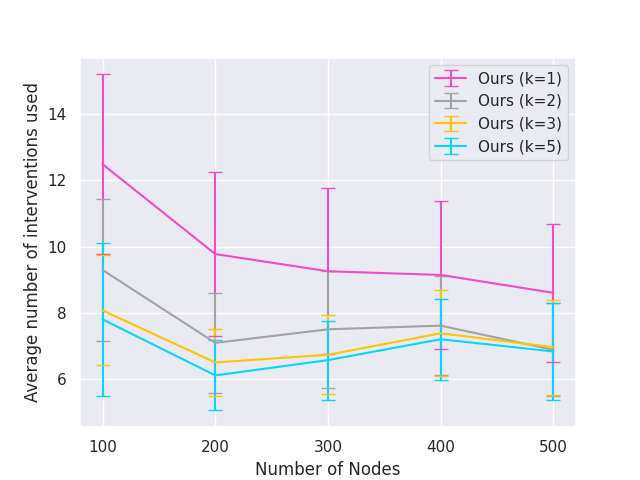 Ours (k=1)
Ours (k=2)
Ours (k=3)
Ours (k=5)
14
12
10
8
6
Average number of interventions used
100 200 300 400 500
Number of Nodes